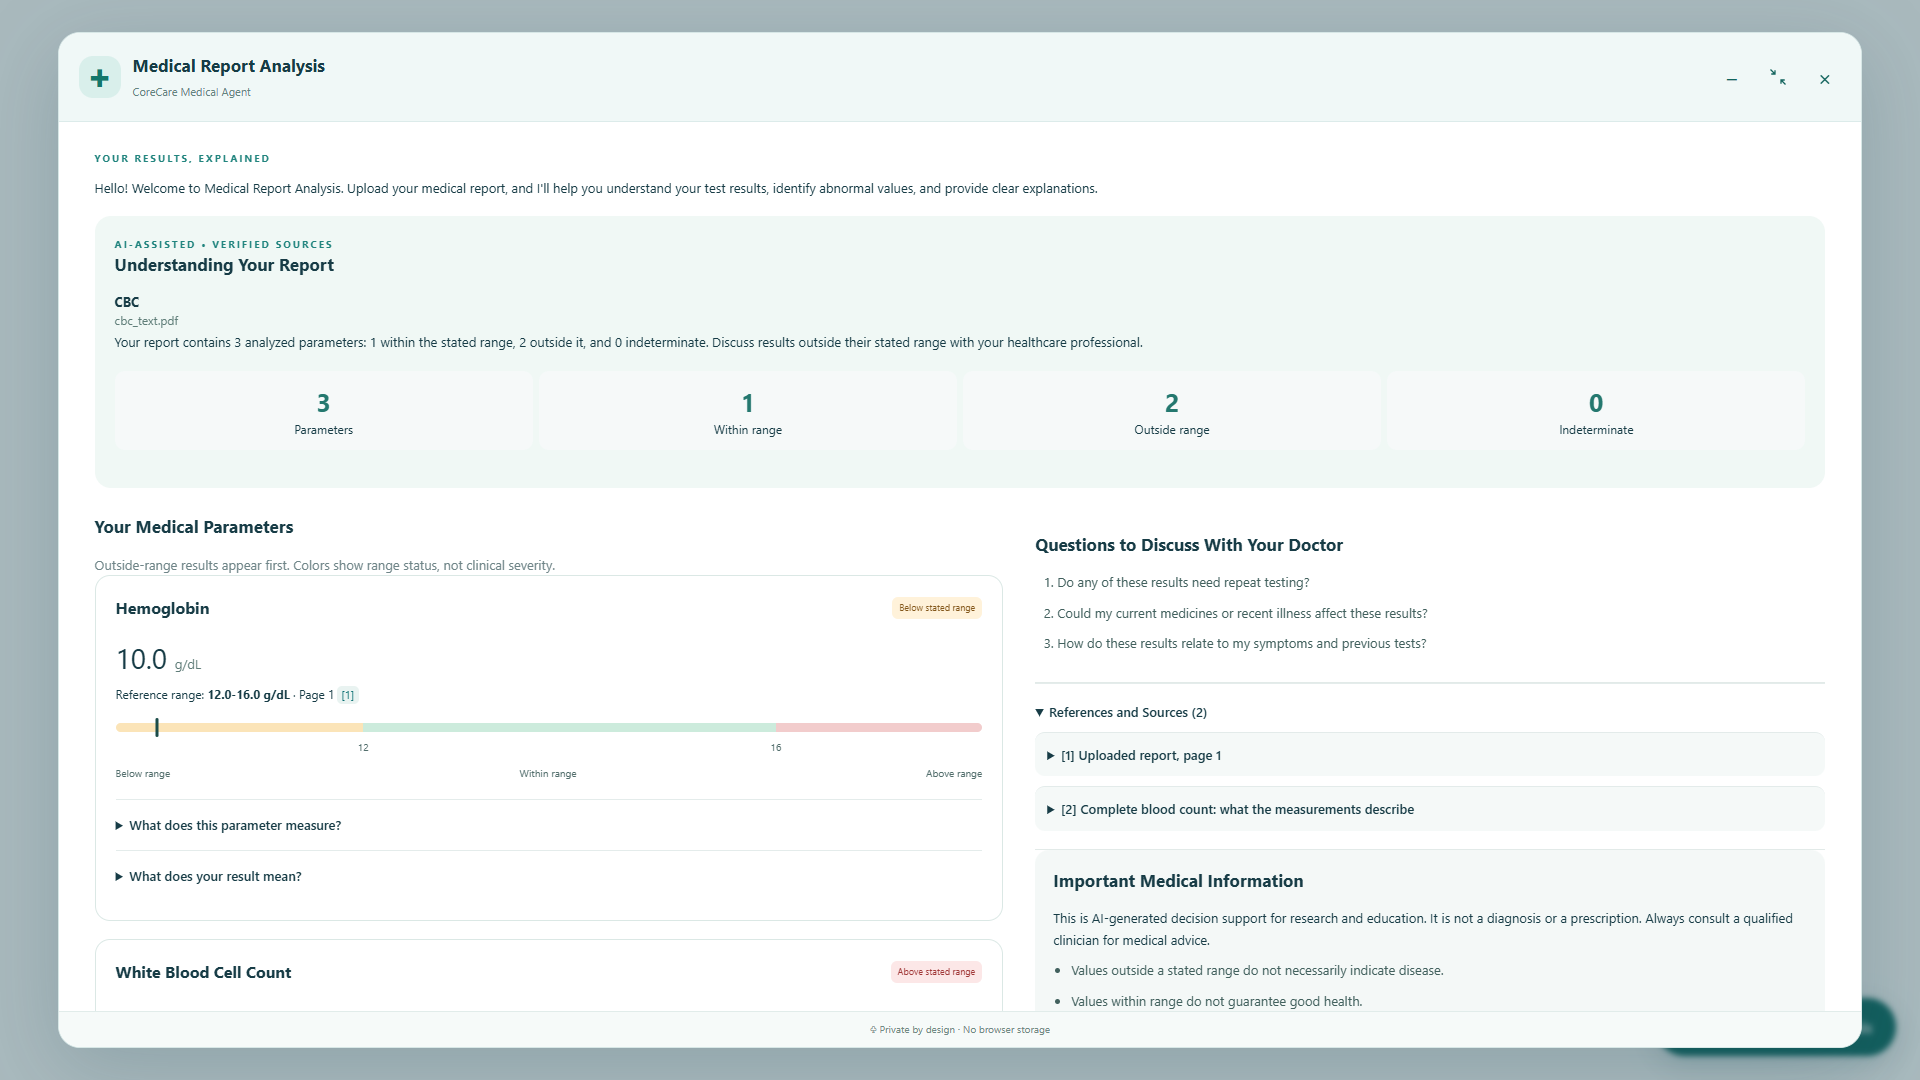 Medical Report Analysis
CoreCare Medical Agent
YOUR RESULTS, EXPLAINED
Hello! Welcome to Medical Report Analysis. Upload your medical report, and I'll help you understand your test results, identify abnormal values, and provide clear explanations.
AI-ASSISTED • VERIFIED SOURCES
Understanding Your Report
CBC
cbc_text.pdf
Your report contains 3 analyzed parameters: 1 within the stated range, 2 outside it, and 0 indeterminate. Discuss results outside their stated range with your healthcare professional.
3
Parameters
1
Within range
2
Outside range
0
Indeterminate
Your Medical Parameters
Outside-range results appear first. Colors show range status, not clinical severity.
Hemoglobin
Below stated range
10.0 g/dL
Reference range: 12.0-16.0 g/dL · Page 1 [1]
12
16
Below range
Within range
Above range
What does this parameter measure?
What does your result mean?
White Blood Cell Count
Above stated range
Questions to Discuss With Your Doctor
1. Do any of these results need repeat testing?
2. Could my current medicines or recent illness affect these results?
3. How do these results relate to my symptoms and previous tests?
References and Sources (2)
[1] Uploaded report, page 1
[2] Complete blood count: what the measurements describe
Important Medical Information
This is AI-generated decision support for research and education. It is not a diagnosis or a prescription. Always consult a qualified
clinician for medical advice.
• Values outside a stated range do not necessarily indicate disease.
• Values within range do not guarantee good health.
Private by design · No browser storage